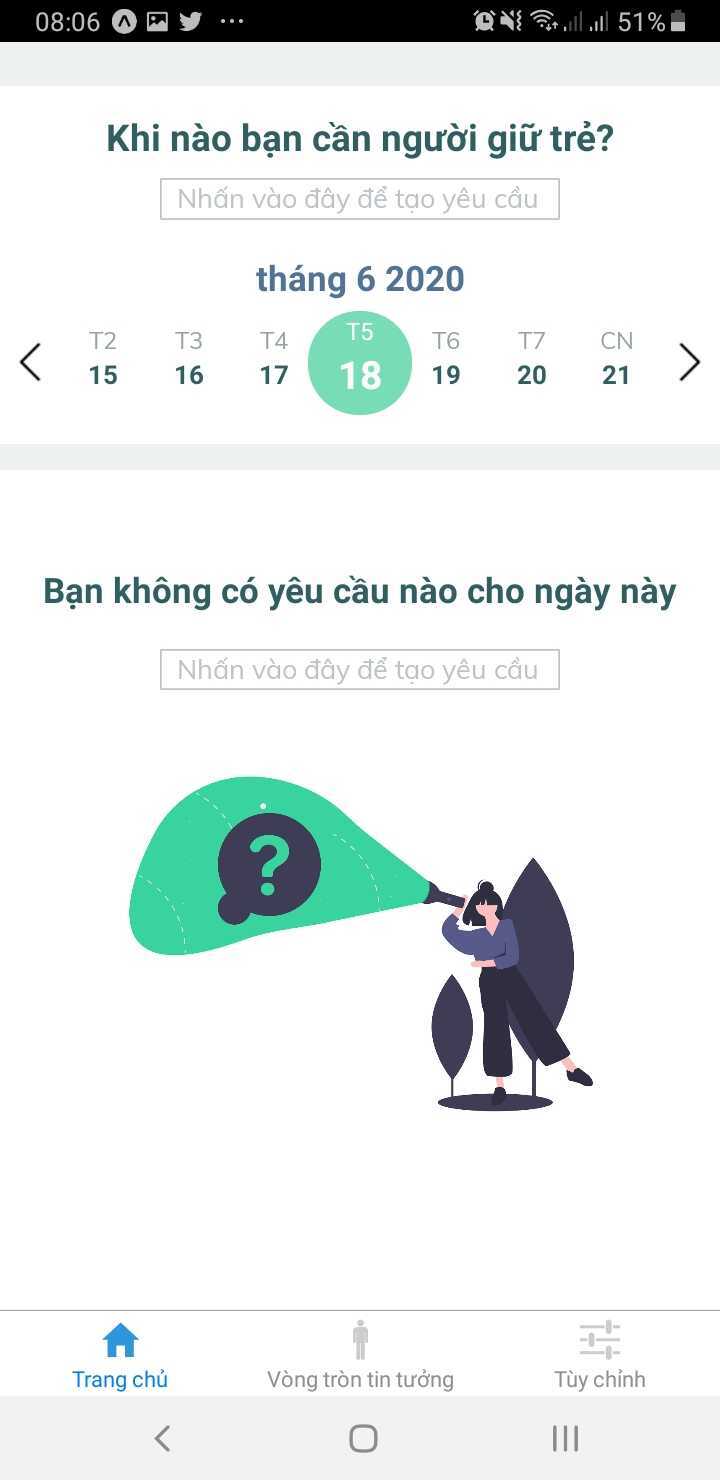 08:06 ... 51%
Khi nào bạn cần người giữ trẻ?
Nhấn vào đây để tạo yêu cầu
tháng 6 2020
T2 T3 T4 T5 T6 T7 CN
15 16 17 18 19 20 21
Bạn không có yêu cầu nào cho ngày này
Nhấn vào đây để tạo yêu cầu
?
Trang chủ Vòng tròn tin tưởng Tùy chỉnh